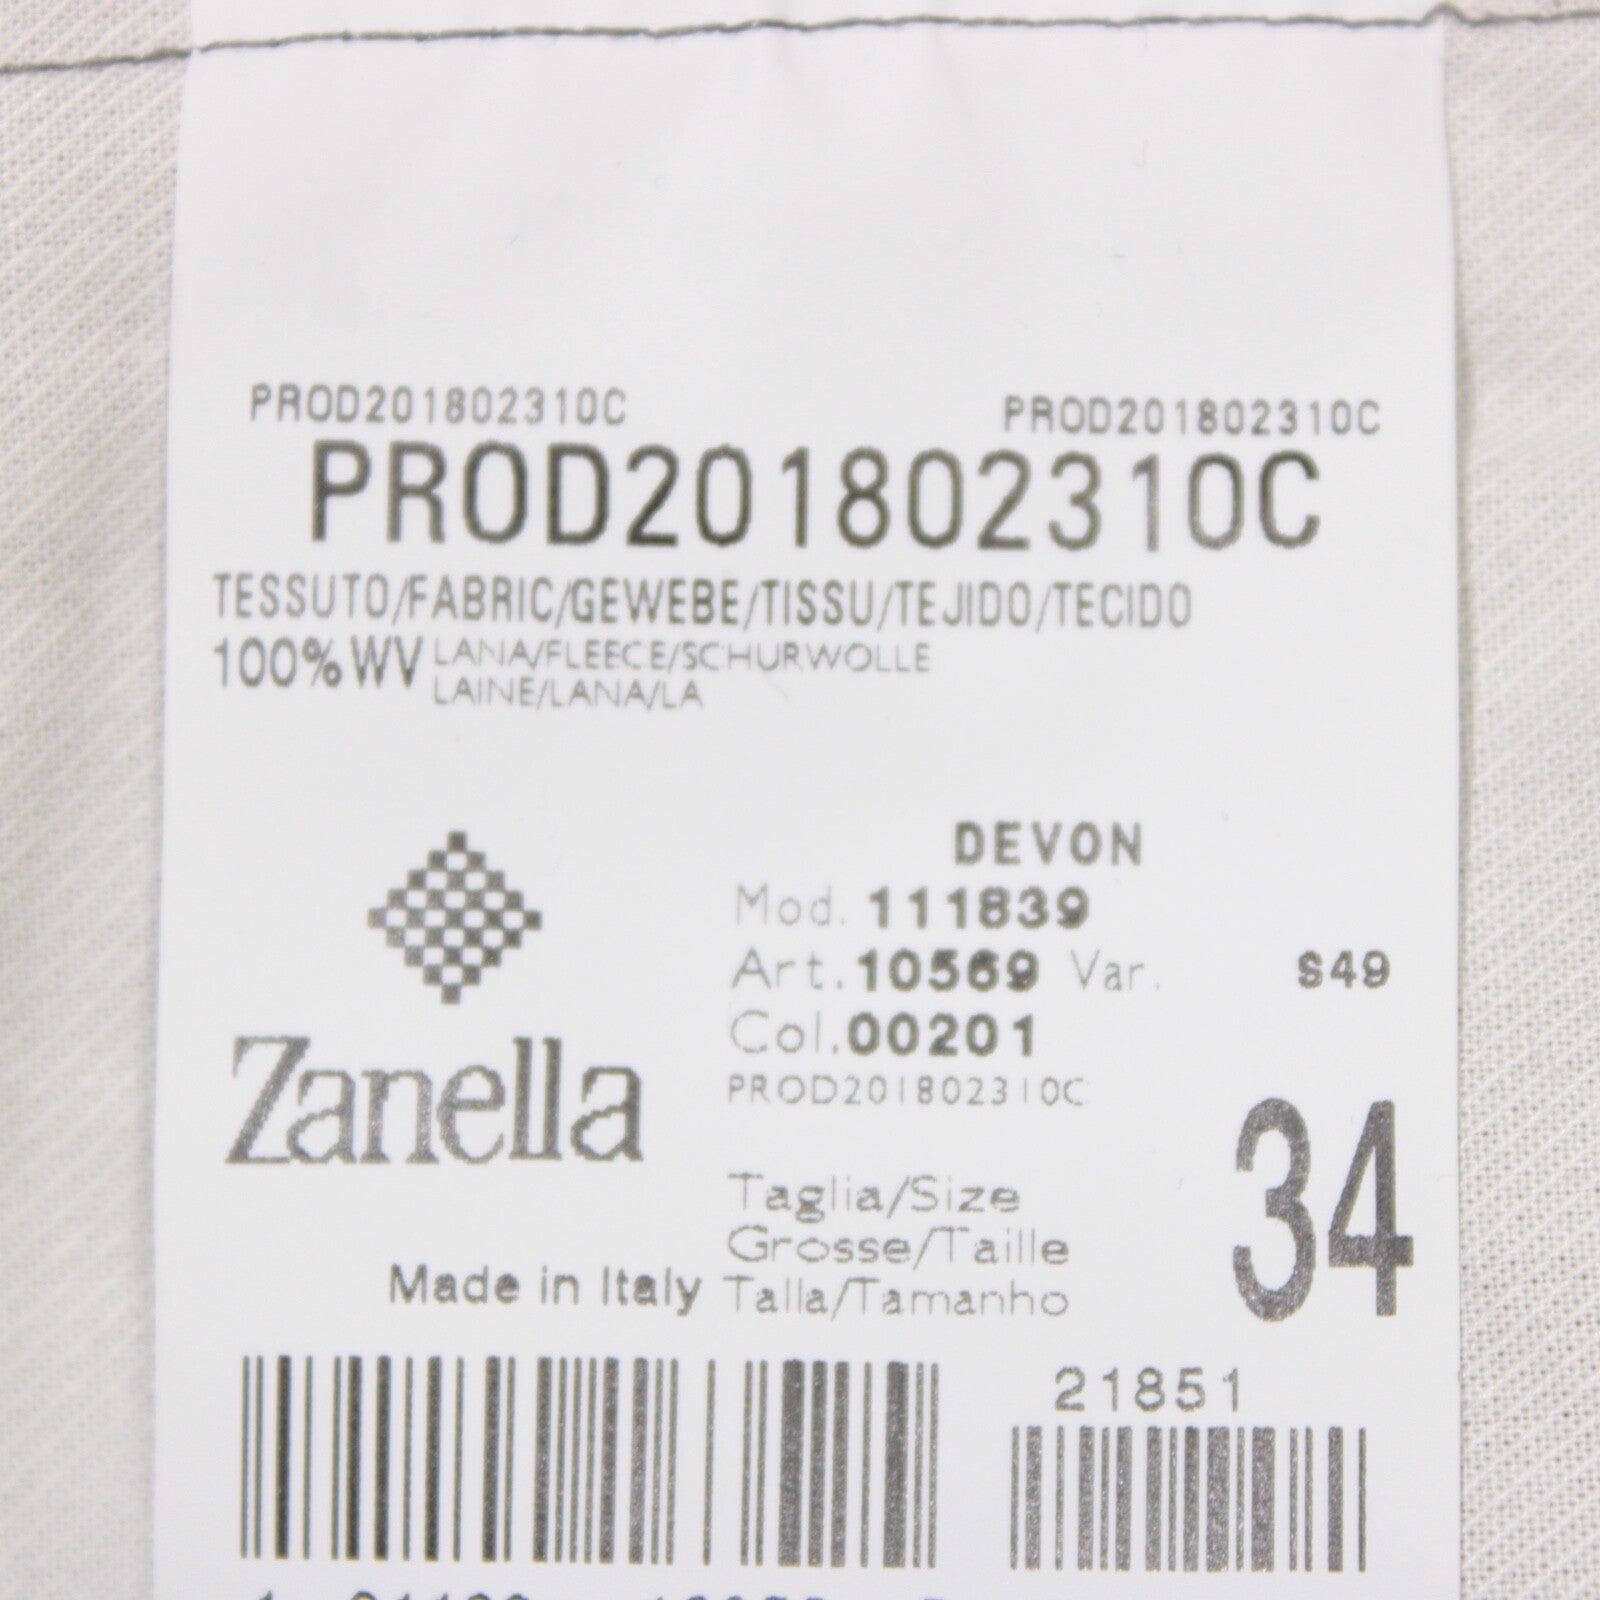 PROD201802310C PROD201802310C
PROD201802310C
TESSUTO/FABRIC/GEWEBE/TISSU/TEJIDO/TECIDO
100% WV LANA/FLEECE/SCHURWOLLE
LAINE/LANA/LA
DEVON
Mod. 111839
Art. 10569 Var. S49
Col. 00201
PROD201802310C
Zanella
Taglia/Size
Grosse/Taille
Talla/Tamanho
34
Made in Italy
21851